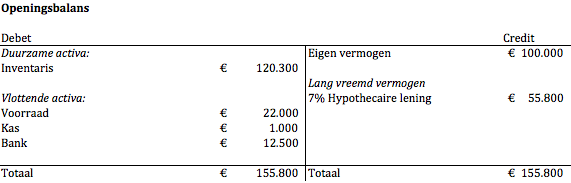 Openingsbalans
Debet Credit
Duurzame activa: Eigen vermogen € 100.000
Inventaris € 120.300
Lang vreemd vermogen
Vlottende activa: 7% Hypothecaire lening € 55.800
Voorraad € 22.000
Kas € 1.000
Bank € 12.500
Totaal € 155.800 Totaal € 155.800